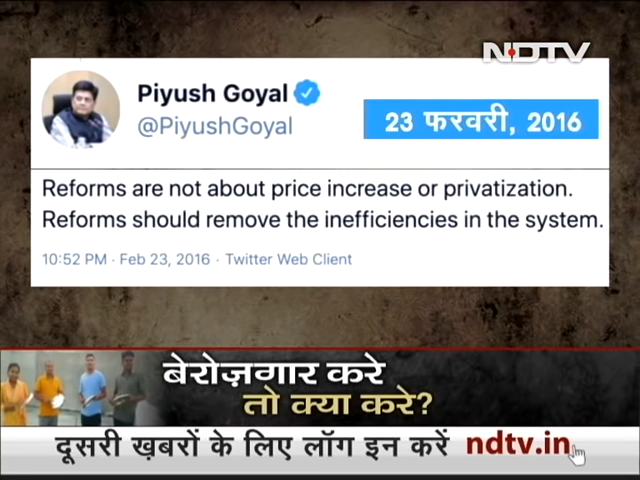 NDTV
Piyush Goyal
@PiyushGoyal
23 फरवरी, 2016
Reforms are not about price increase or privatization.
Reforms should remove the inefficiencies in the system.
10:52 PM · Feb 23, 2016 · Twitter Web Client
बेरोज़गार करे
तो क्या करे?
दूसरी ख़बरों के लिए लॉग इन करें ndtv.in